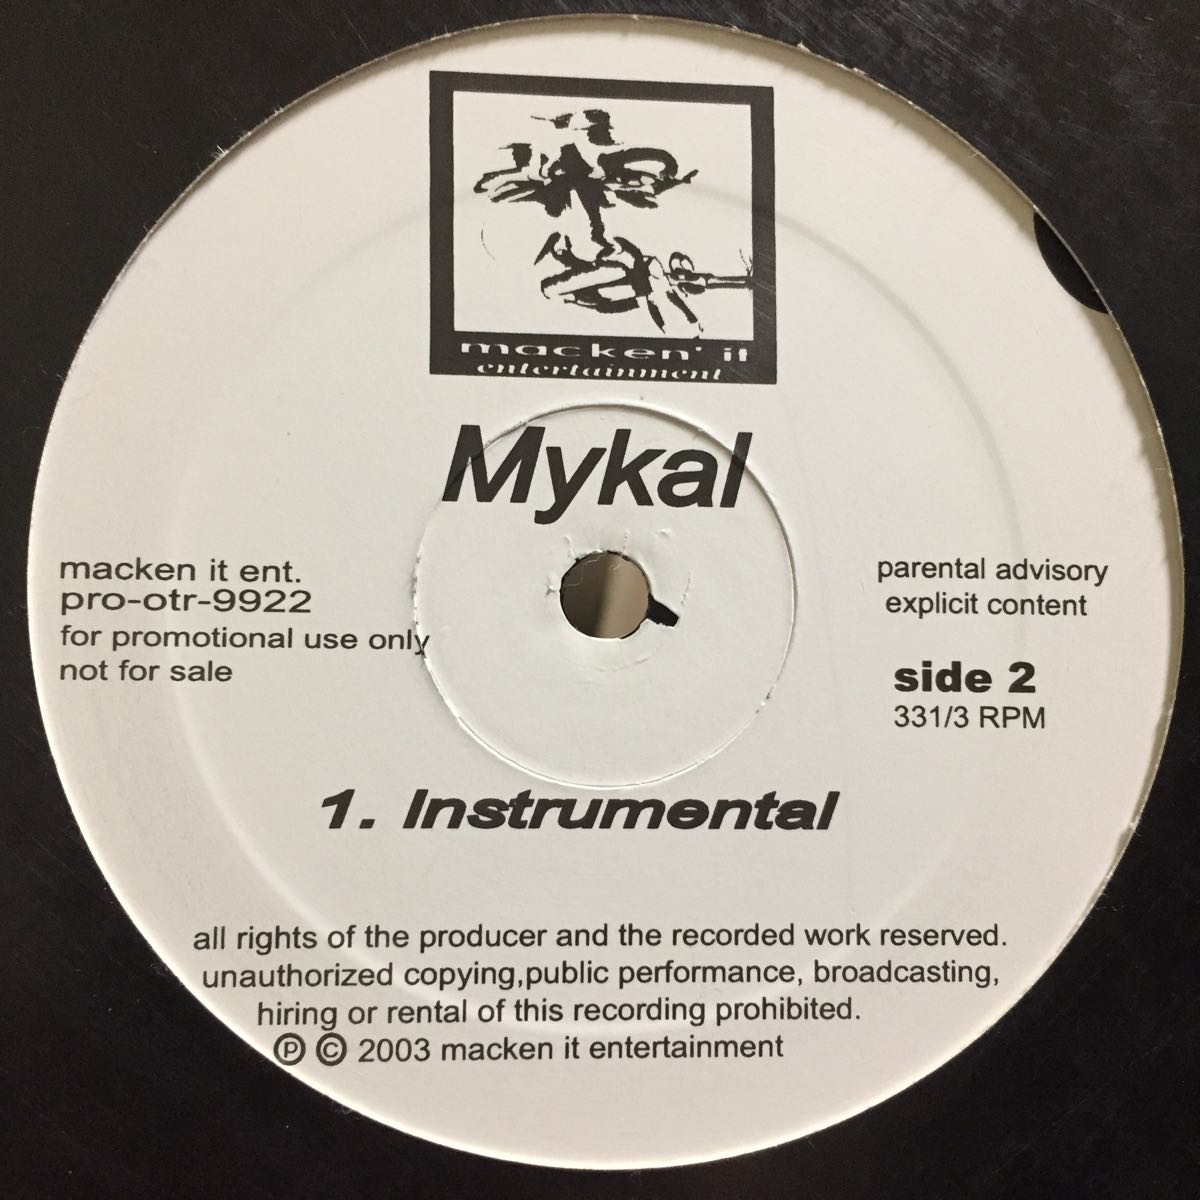 macken' it
entertainment
Mykal
macken it ent.
pro-otr-9922
for promotional use only
not for sale
parental advisory
explicit content
side 2
331/3 RPM
1. Instrumental
all rights of the producer and the recorded work reserved.
unauthorized copying,public performance, broadcasting,
hiring or rental of this recording prohibited.
℗ © 2003 macken it entertainment